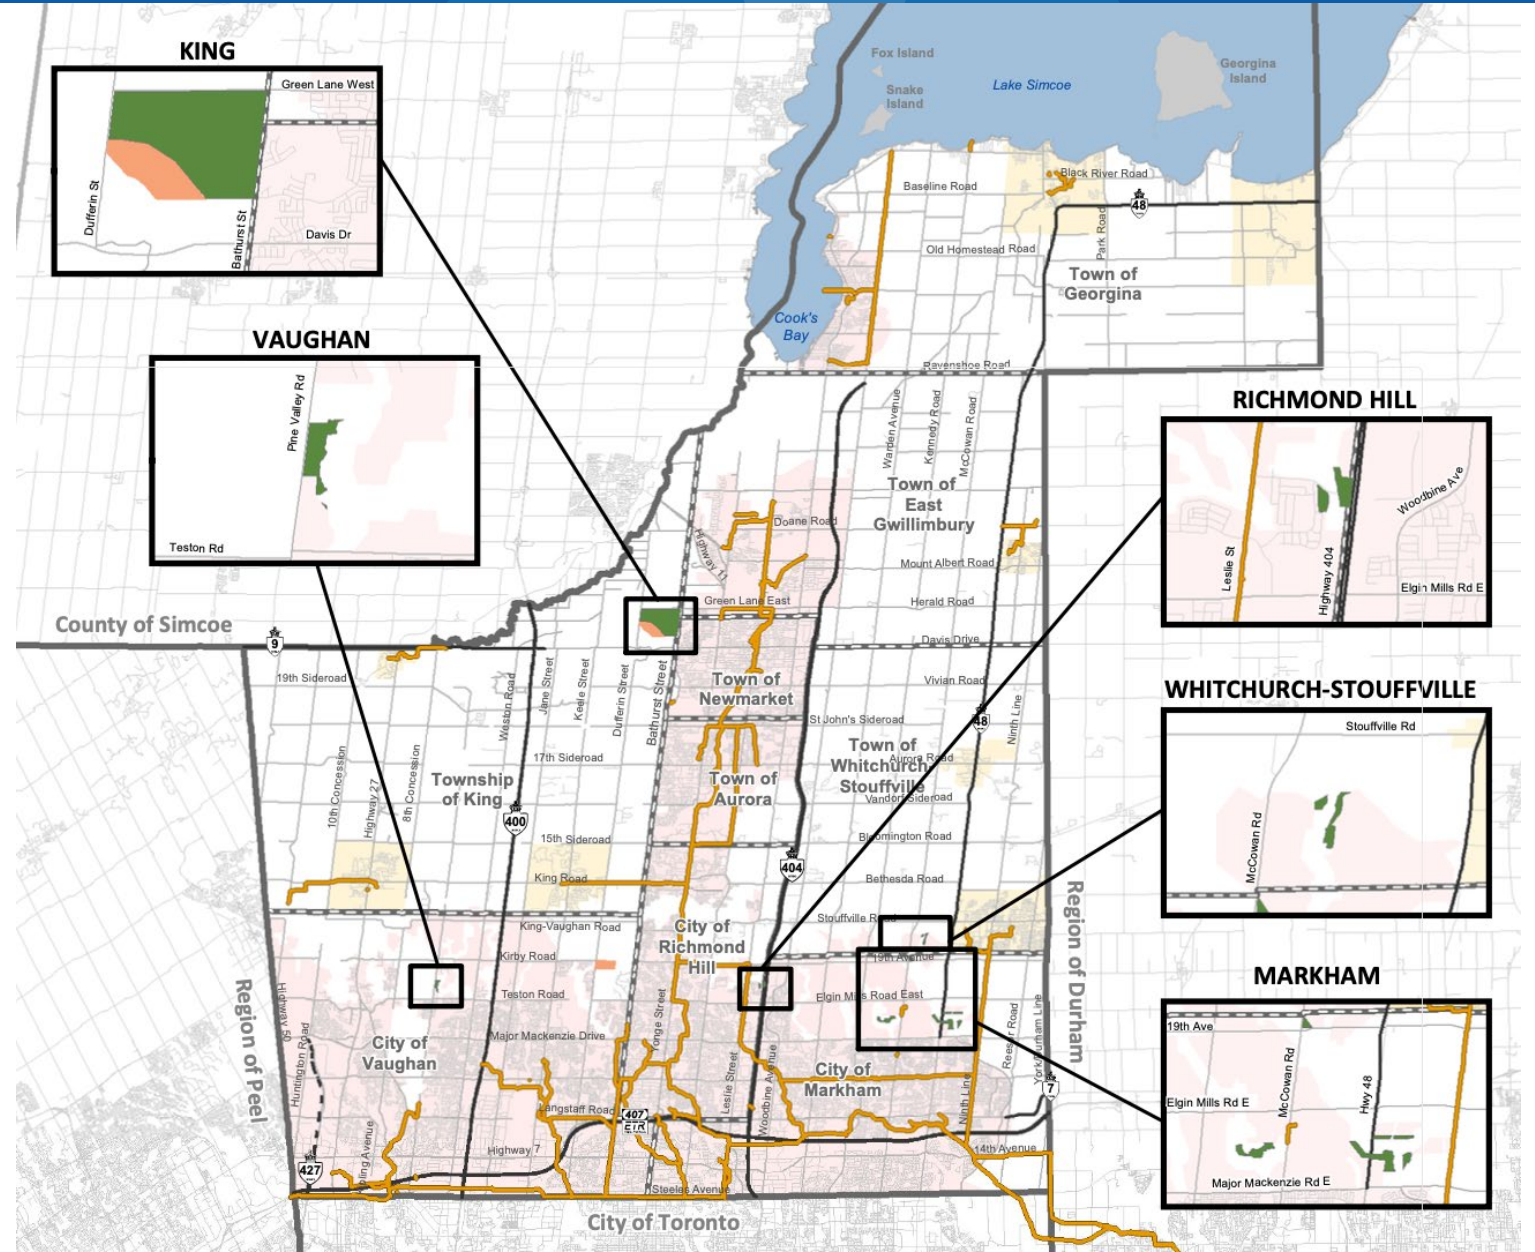 KING
Green Lane West
Dufferin St
Bathurst St
Davis Dr
VAUGHAN
Pine Valley Rd
Teston Rd
RICHMOND HILL
Leslie St
Highway 404
Woodbine Ave
Elgin Mills Rd E
WHITCHURCH-STOUFFVILLE
Stouffville Rd
McCowan Rd
MARKHAM
19th Ave
McCowan Rd
Hwy 48
Elgin Mills Rd E
Major Mackenzie Rd E
Fox Island
Snake
Island
Lake Simcoe
Georgina
Island
Black River Road
Baseline Road
48
Park Road
Old Homestead Road
Town of
Georgina
Cook's
Bay
Ravenshoe Road
Warden Avenue
Kennedy Road
McCowan Road
Town of
East
Gwillimbury
Doane Road
Highway 11
Mount Albert Road
Green Lane East
Herald Road
County of Simcoe
9
Davis Drive
19th Sideroad
Weston Road
Jane Street
Keele Street
Dufferin Street
Bathurst Street
Town of
Newmarket
Vivian Road
48
Ninth Line
St John's Sideroad
Town of
Whitchurch-
Stouffville
Aurora Road
Vandorf Sideroad
17th Sideroad
10th Concession
Highway 27
8th Concession
Township
of King
Town of
Aurora
400
15th Sideroad
Bloomington Road
404
King Road
Bethesda Road
Region of Durham
Stouffville Road
King-Vaughan Road
City of
Richmond
Hill
Kirby Road
19th Avenue
Region of Peel
Highway 50
Teston Road
Elgin Mills Road East
Huntington Road
Major Mackenzie Drive
Yonge Street
City of
Vaughan
Leslie Street
Woodbine Avenue
City of
Markham
Reesor Road
York/Durham Line
Ninth Line
7
Langstaff Road
407
ETR
Highway 7
14th Avenue
427
Steeles Avenue
City of Toronto